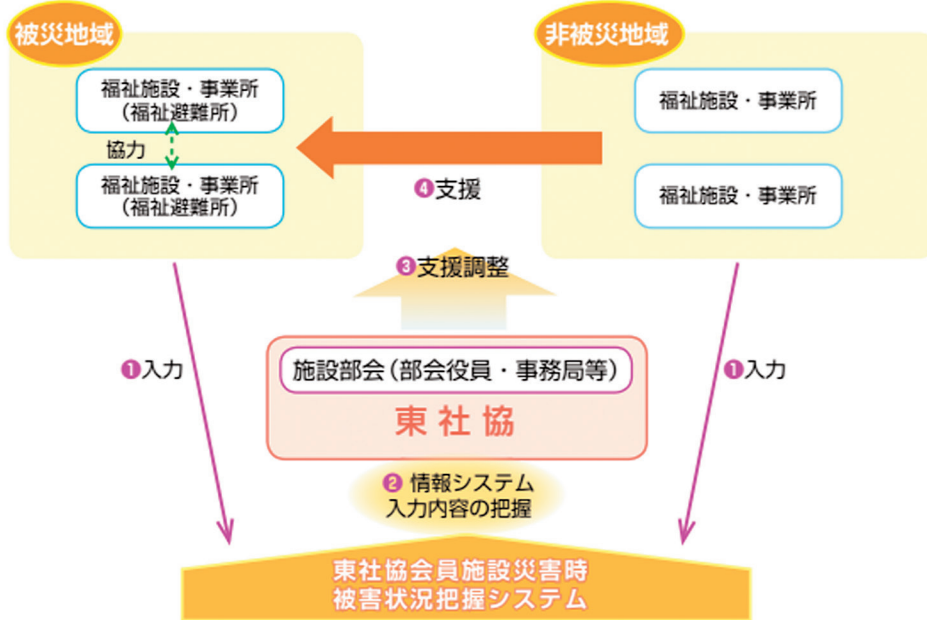 被災地域
非被災地域
福祉施設・事業所
(福祉避難所)
協力
福祉施設・事業所
(福祉避難所)
福祉施設・事業所
福祉施設・事業所
❹支援
❸支援調整
❶入力
❶入力
施設部会(部会役員・事務局等)
東社協
❷ 情報システム
入力内容の把握
東社協会員施設災害時
被害状況把握システム